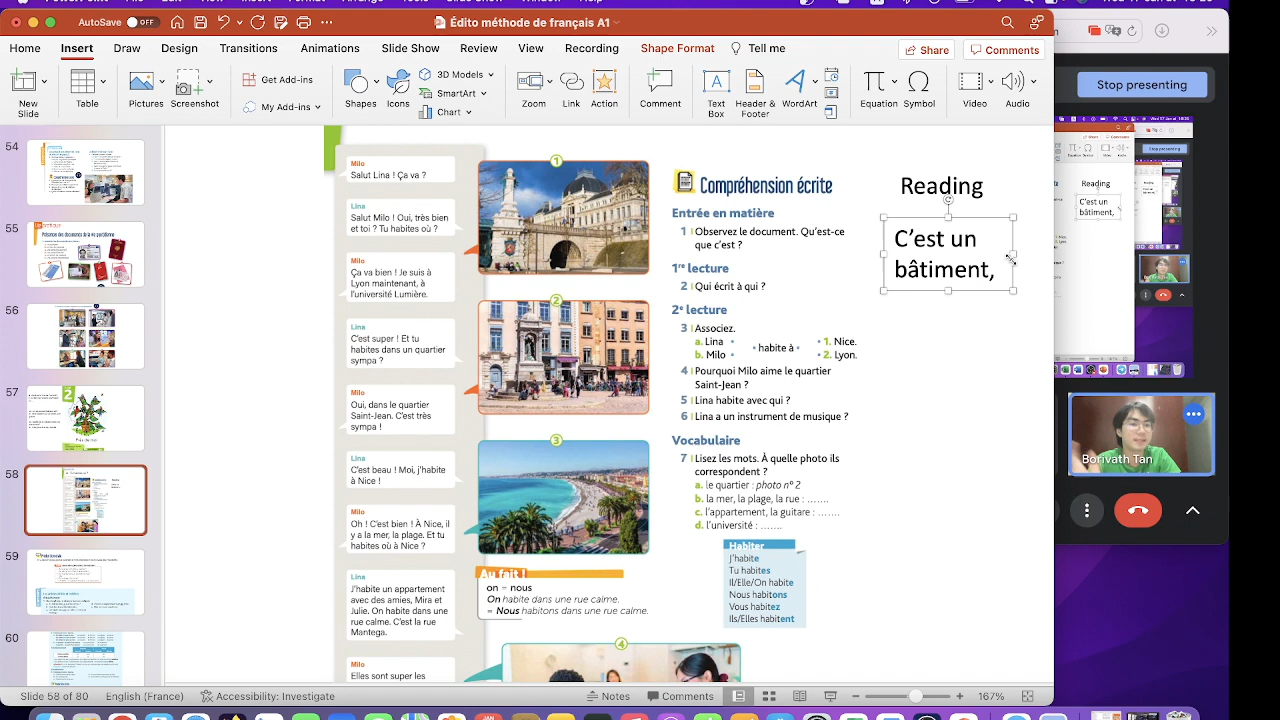 AutoSave OFF
Édito méthode de français A1
Home Insert Draw Design Transitions Animations Review View Recording Shape Format Tell me
Share
Comments
New Slide
Table
Pictures
Screenshot
Get Add-ins
My Add-ins
Shapes
Icons
3D Models
SmartArt
Chart
Zoom
Link
Action
Comment
Text Box
Header & Footer
WordArt
Equation
Symbol
Video
Audio
Stop presenting
54
55
56
57
58
59
60
Milo
Salut Lina ! Ça va ?
Lina
Salut Milo ! Oui, très bien
et toi ? Tu habites où ?
Milo
Ça va bien ! Je suis à
Lyon maintenant, à
l'université Lumière.
Lina
C'est super ! Et tu
habites dans un quartier
sympa ?
Milo
Oui, dans le quartier
Saint-Jean. C'est très
sympa !
Lina
C'est beau ! Moi, j'habite
à Nice !
Milo
Oh ! C'est bien ! À Nice, il
y a la mer, la plage. Et tu
habites où à Nice ?
Lina
J'habite un appartement
avec des amies, Mira et
Julie. On habite dans une
rue calme. C'est la rue
Milo
1
2
3
4
Au fait !
On = nous
On habite dans une rue calme.
= Nous habitons dans une rue calme.
Compréhension écrite
Entrée en matière
1 Observez le document. Qu'est-ce
que c'est ?
1re lecture
2 Qui écrit à qui ?
2e lecture
3 Associez.
a. Lina • • habite à • • 1. Nice.
b. Milo • • 2. Lyon.
4 Pourquoi Milo aime le quartier
Saint-Jean ?
5 Lina habite avec qui ?
6 Lina a un instrument de musique ?
Vocabulaire
7 Lisez les mots. À quelle photo ils
correspondent ?
a. le quartier : photo n° 2.
b. la mer, la plage, la rue : .......
c. l'appartement, la guitare : .......
d. l'université : .......
Habiter
J'habite
Tu habites
Il/Elle/On habite
Nous habitons
Vous habitez
Ils/Elles habitent
Reading
C'est un
bâtiment,
Borivath Tan
Slide 58 of 80 English (France) Accessibility: Investigate Notes Comments 167%